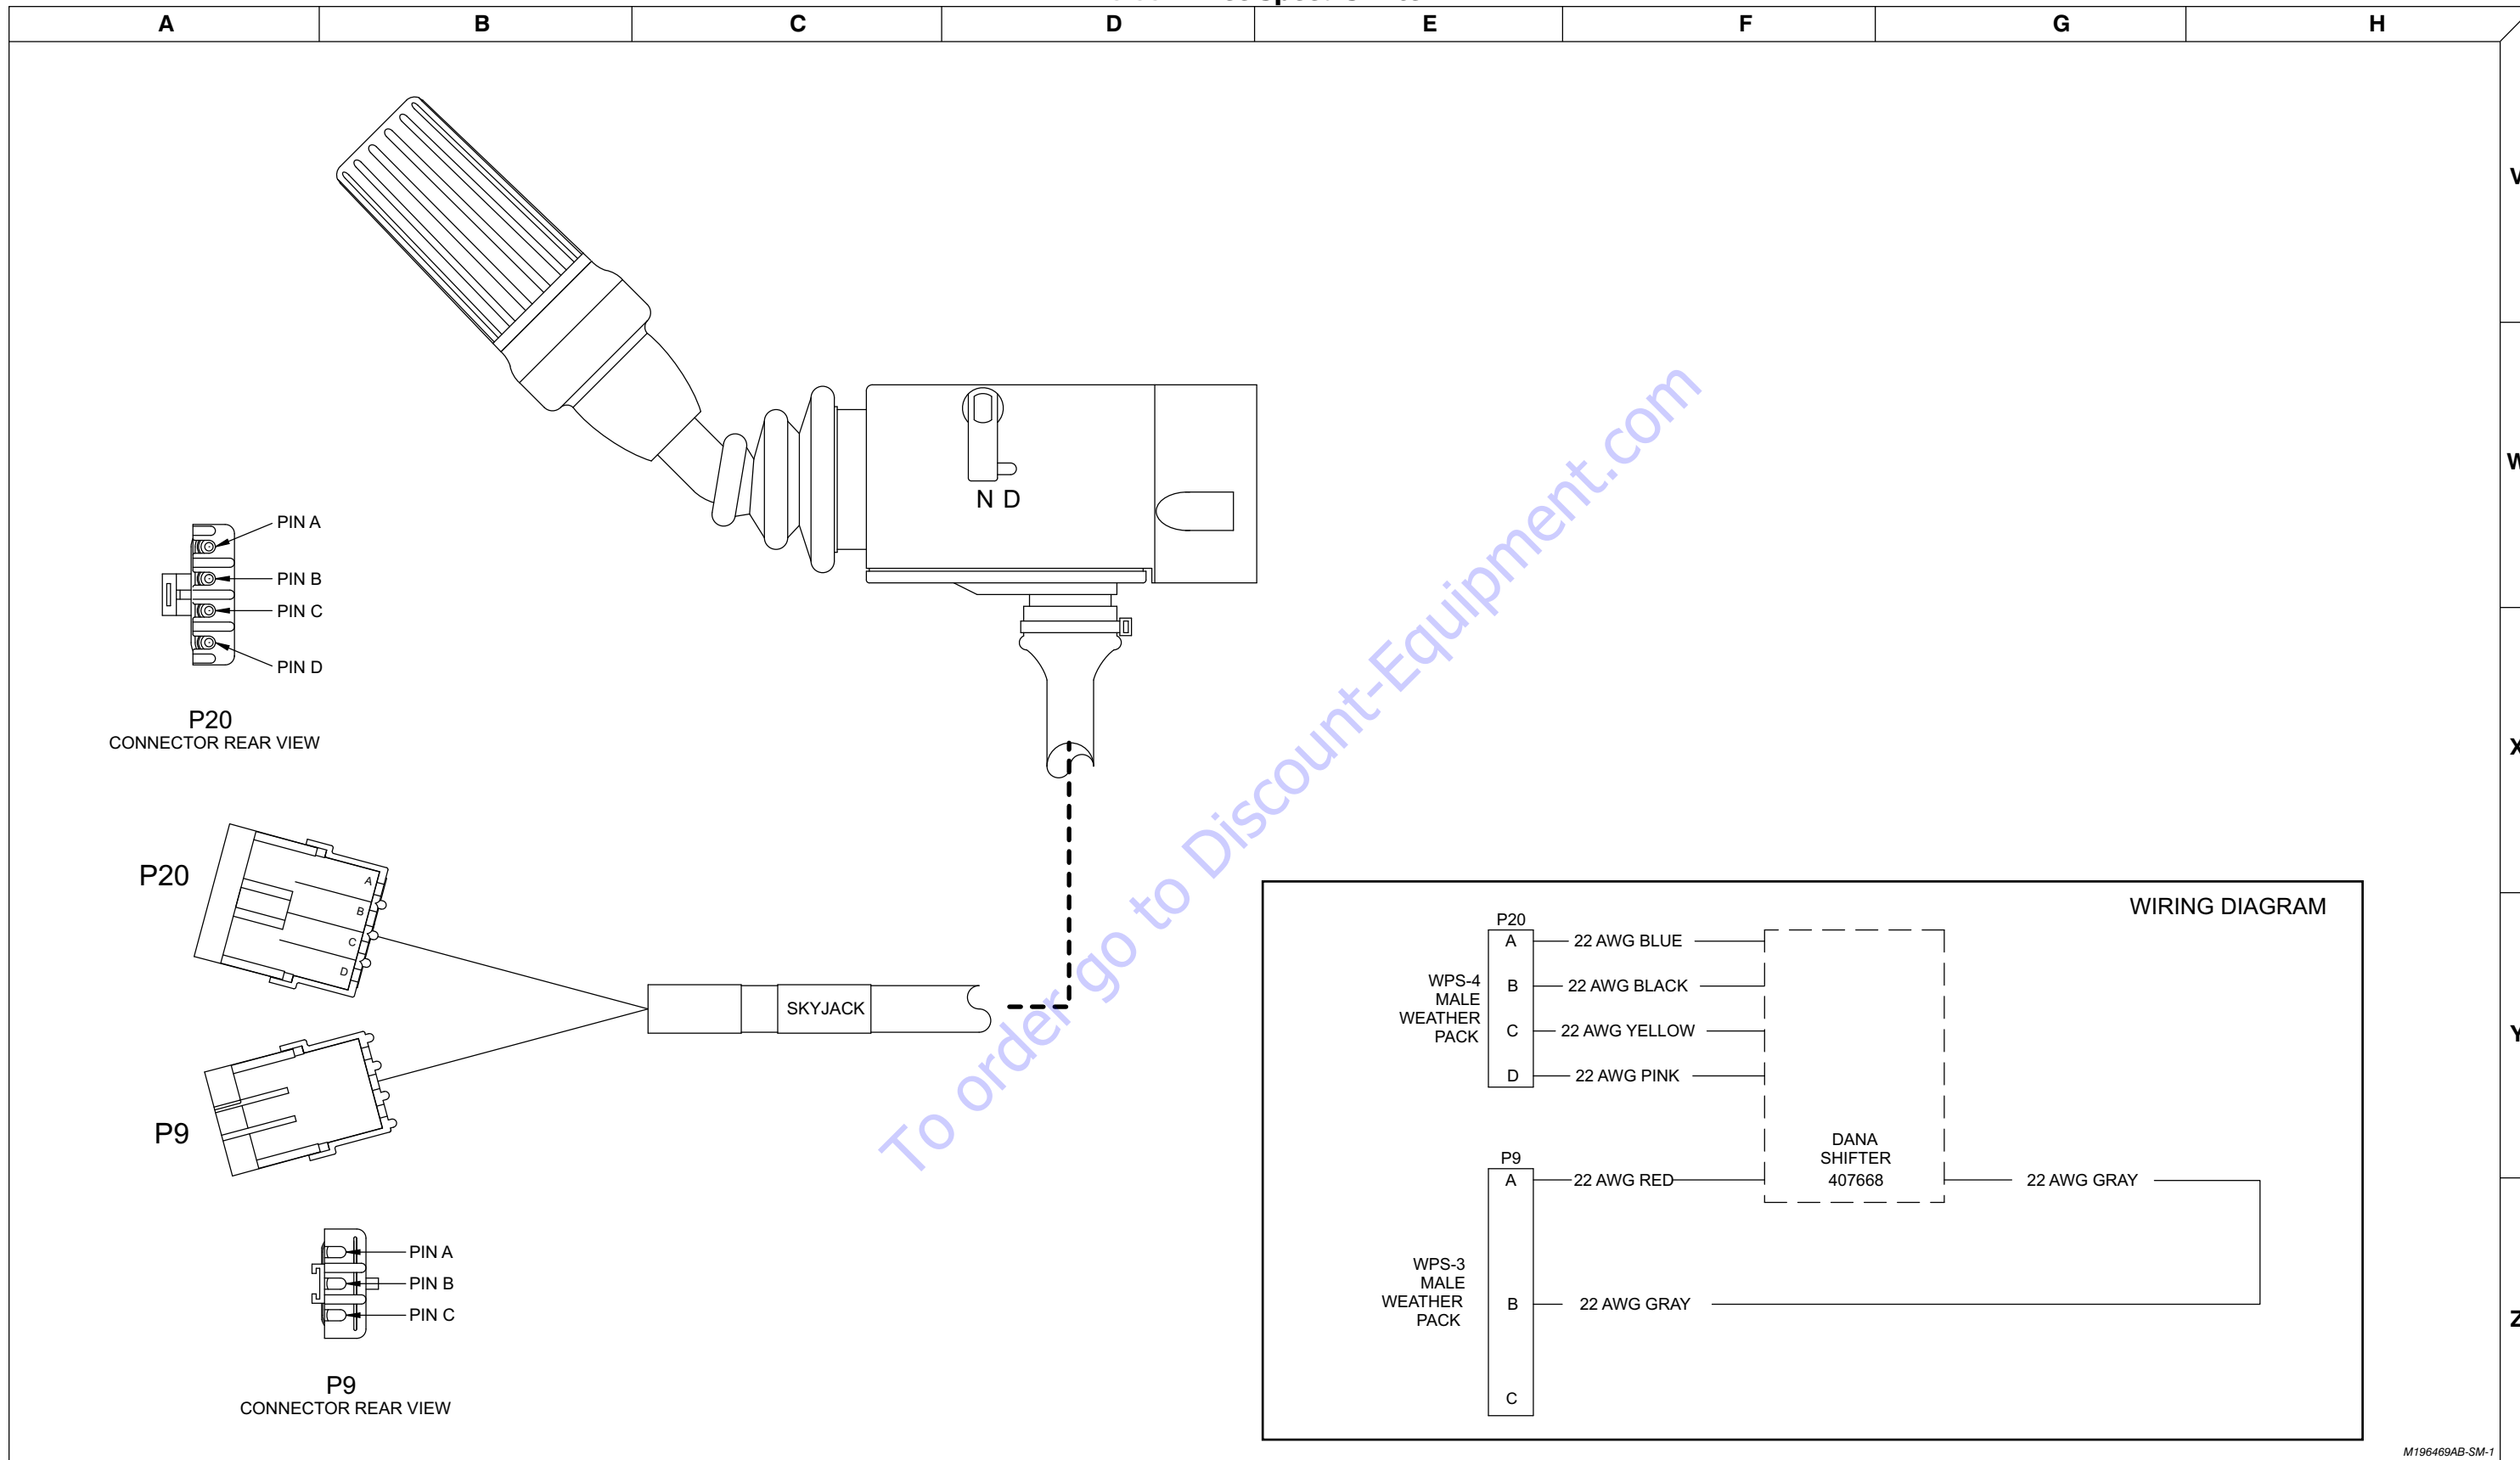 A B C D E F G H
V
W
X
Y
Z
N D
PIN A
PIN B
PIN C
PIN D
P20
CONNECTOR REAR VIEW
P20
A
B
C
D
SKYJACK
P9
PIN A
PIN B
PIN C
P9
CONNECTOR REAR VIEW
WIRING DIAGRAM
P20
A 22 AWG BLUE
B 22 AWG BLACK
C 22 AWG YELLOW
D 22 AWG PINK
WPS-4
MALE
WEATHER
PACK
DANA
SHIFTER
407668
P9
A 22 AWG RED
22 AWG GRAY
WPS-3
MALE
WEATHER
PACK
B 22 AWG GRAY
C
To order go to Discount-Equipment.com
M196469AB-SM-1